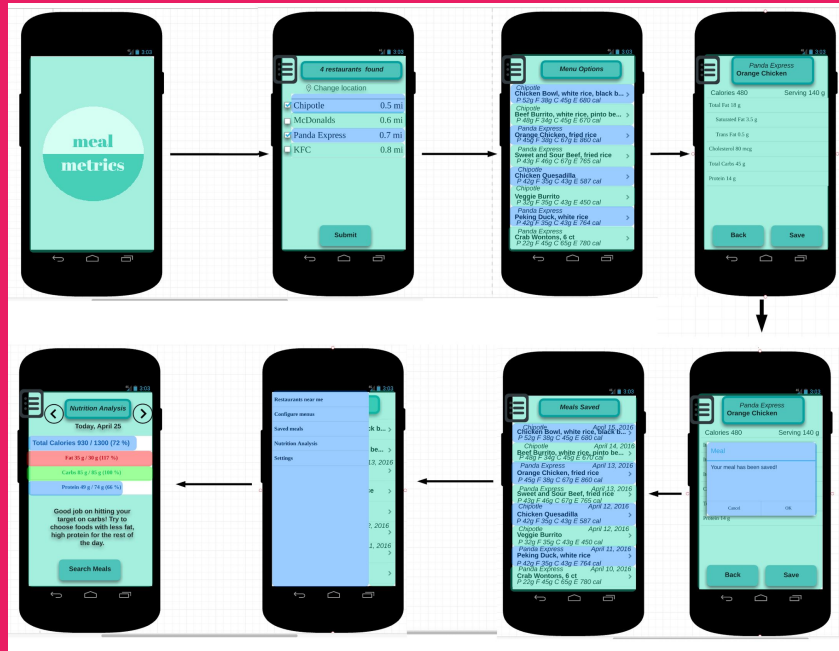 3:03
meal
metrics
3:03
4 restaurants found
Change location
Chipotle 0.5 mi
McDonalds 0.6 mi
Panda Express 0.7 mi
KFC 0.8 mi
Submit
3:03
Menu Options
Chipotle
Chicken Bowl, white rice, black b...
P 52g F 38g C 45g E 680 cal
Chipotle
Beef Burrito, white rice, pinto be...
P 48g F 34g C 45g E 670 cal
Panda Express
Orange Chicken, fried rice
P 45g F 38g C 67g E 860 cal
Panda Express
Sweet and Sour Beef, fried rice
P 43g F 46g C 67g E 765 cal
Chipotle
Chicken Quesadilla
P 42g F 35g C 43g E 587 cal
Chipotle
Veggie Burrito
P 32g F 35g C 43g E 450 cal
Panda Express
Peking Duck, white rice
P 42g F 35g C 43g E 764 cal
Panda Express
Crab Wontons, 6 ct
P 22g F 45g C 65g E 780 cal
3:03
Panda Express
Orange Chicken
Calories 480 Serving 140 g
Total Fat 18 g
Saturated Fat 3.5 g
Trans Fat 0.5 g
Cholesterol 80 mcg
Total Carbs 45 g
Protein 14 g
Back Save
3:03
Nutrition Analysis
Today, April 25
Total Calories 930 / 1300 (72 %)
Fat 35 g / 30 g (117 %)
Carbs 85 g / 85 g (100 %)
Protein 49 g / 74 g (66 %)
Good job on hitting your
target on carbs! Try to
choose foods with less fat,
high protein for the rest of
the day.
Search Meals
3:03
Restaurants near me
Configure menus
Saved meals
Nutrition Analysis
Settings
3:03
Meals Saved
Chipotle April 15, 2016
Chicken Bowl, white rice, black b...
P 52g F 38g C 45g E 680 cal
Chipotle April 14, 2016
Beef Burrito, white rice, pinto be...
P 48g F 34g C 45g E 670 cal
Panda Express April 13, 2016
Orange Chicken, fried rice
P 45g F 38g C 67g E 860 cal
Panda Express April 13, 2016
Sweet and Sour Beef, fried rice
P 43g F 46g C 67g E 765 cal
Chipotle April 12, 2016
Chicken Quesadilla
P 42g F 35g C 43g E 587 cal
Chipotle April 12, 2016
Veggie Burrito
P 32g F 35g C 43g E 450 cal
Panda Express April 11, 2016
Peking Duck, white rice
P 42g F 35g C 43g E 764 cal
Panda Express April 10, 2016
Crab Wontons, 6 ct
P 22g F 45g C 65g E 780 cal
3:03
Panda Express
Orange Chicken
Calories 480 Serving 140 g
Meal
Your meal has been saved!
Cancel OK
Protein 14 g
Back Save